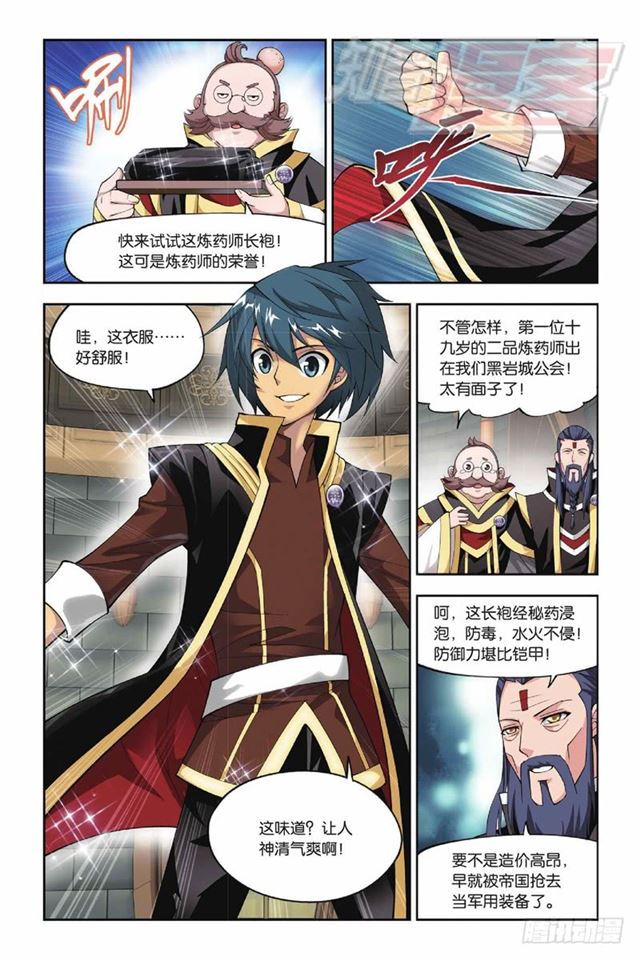 唰
快来试试这炼药师长袍！
这可是炼药师的荣誉！
呼
哇，这衣服……
好舒服！
这味道？让人
神清气爽啊！
不管怎样，第一位十
九岁的二品炼药师出
在我们黑岩城公会！
太有面子了！
呵，这长袍经秘药浸
泡，防毒，水火不侵！
防御力堪比铠甲！
要不是造价高昂，
早就被帝国抢去
当军用装备了。
腾讯动漫